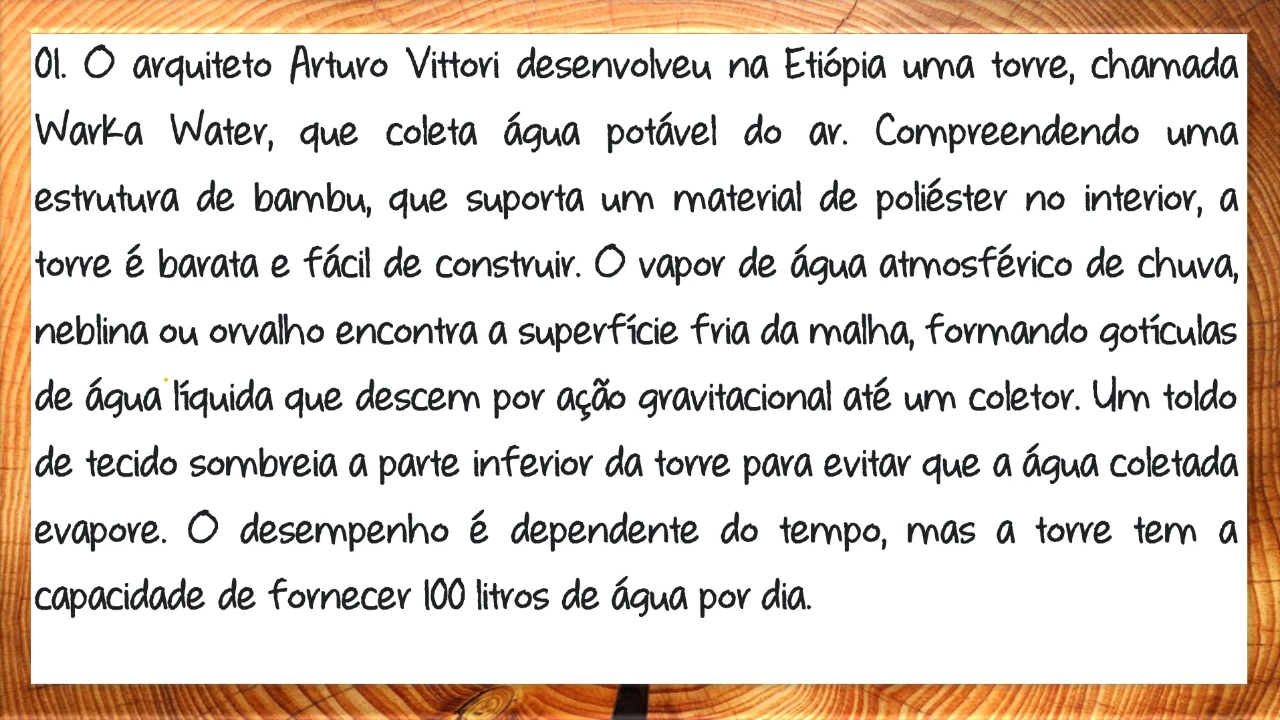 01. O arquiteto Arturo Vittori desenvolveu na Etiópia uma torre, chamada
Warka Water, que coleta água potável do ar. Compreendendo uma
estrutura de bambu, que suporta um material de poliéster no interior, a
torre é barata e fácil de construir. O vapor de água atmosférico de chuva,
neblina ou orvalho encontra a superfície fria da malha, formando gotículas
de água líquida que descem por ação gravitacional até um coletor. Um toldo
de tecido sombreia a parte inferior da torre para evitar que a água coletada
evapore. O desempenho é dependente do tempo, mas a torre tem a
capacidade de fornecer 100 litros de água por dia.